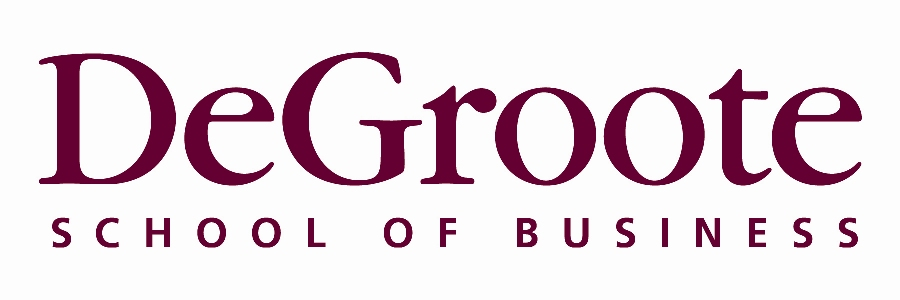 DeGroote
SCHOOL OF BUSINESS